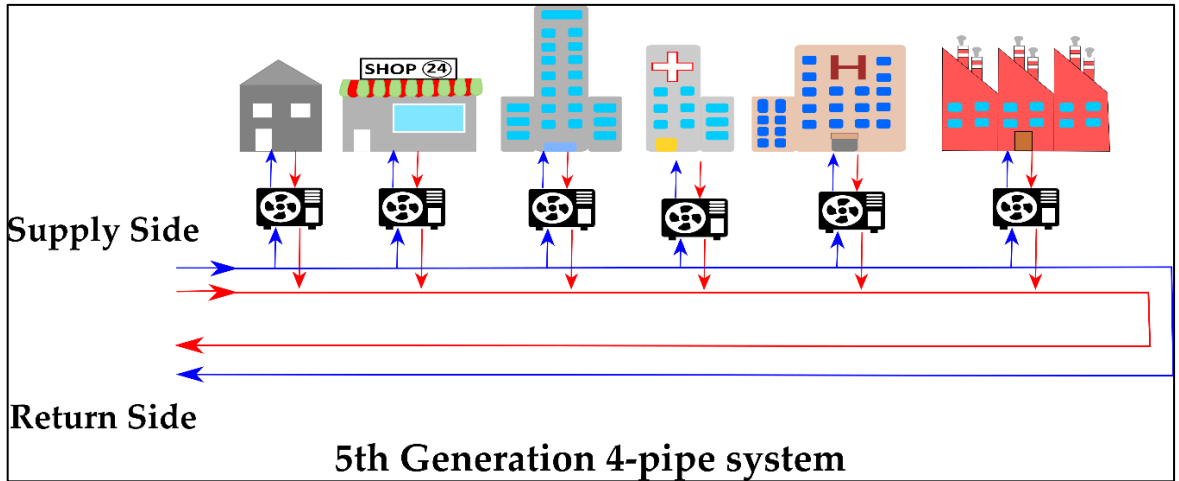 SHOP 24
H
Supply Side
Return Side
5th Generation 4-pipe system